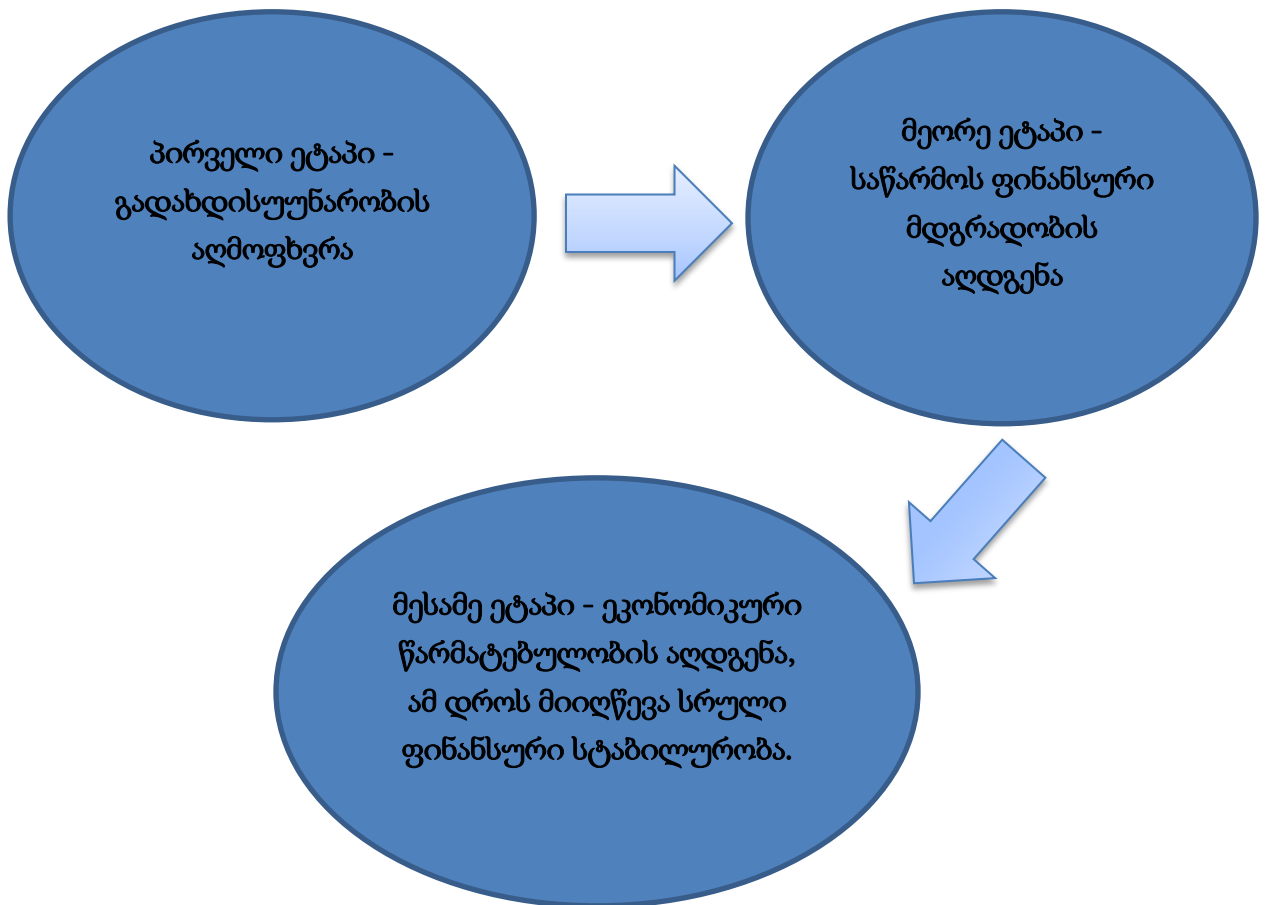 პირველი ეტაპი -
გადახდისუუნარობის
აღმოფხვრა
მეორე ეტაპი -
საწარმოს ფინანსური
მდგრადობის
აღდგენა
მესამე ეტაპი - ეკონომიკური
წარმატებულობის აღდგენა,
ამ დროს მიიღწევა სრული
ფინანსური სტაბილურობა.